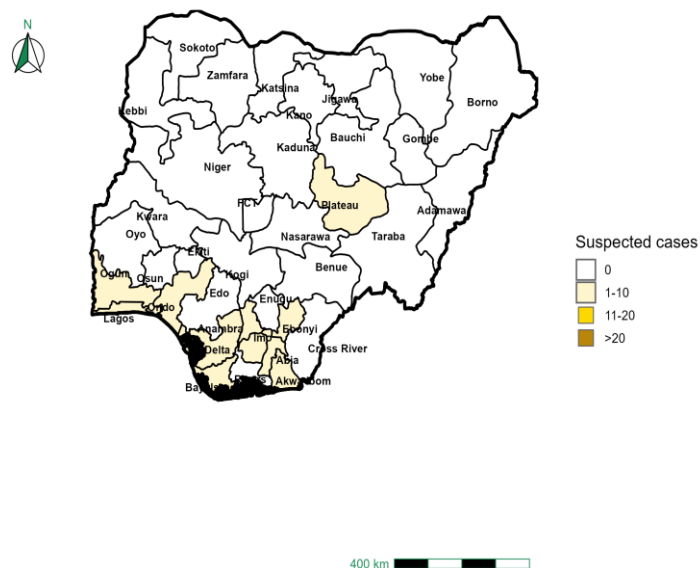 N
Sokoto
Zamfara
Katsina
Jigawa
Yobe
Borno
Kebbi
Kano
Bauchi
Gombe
Kaduna
Niger
FCT
Plateau
Adamawa
Kwara
Oyo
Nasarawa
Taraba
Ekiti
Benue
Suspected cases
0
1-10
11-20
>20
Ogun
Osun
Kogi
Edo
Enugu
Ondo
Lagos
Anambra
Ebonyi
Imo
Delta
Cross River
Abia
Rivers
Bayelsa
Akwa Ibom
400 km